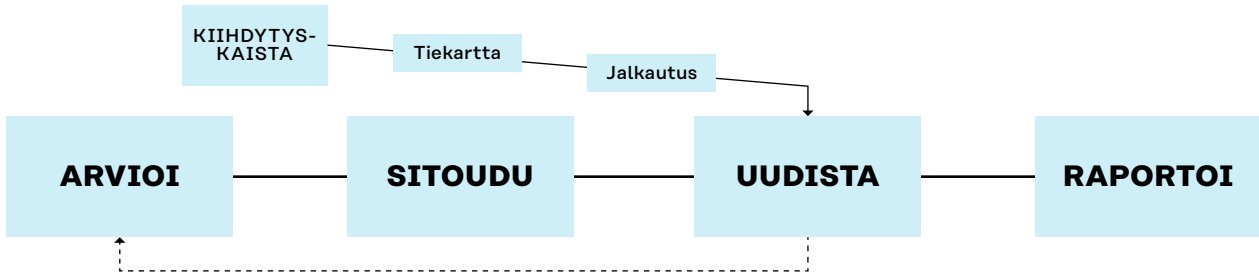 KIIHDYTYS-
KAISTA
Tiekartta
Jalkautus
ARVIOI
SITOUDU
UUDISTA
RAPORTOI